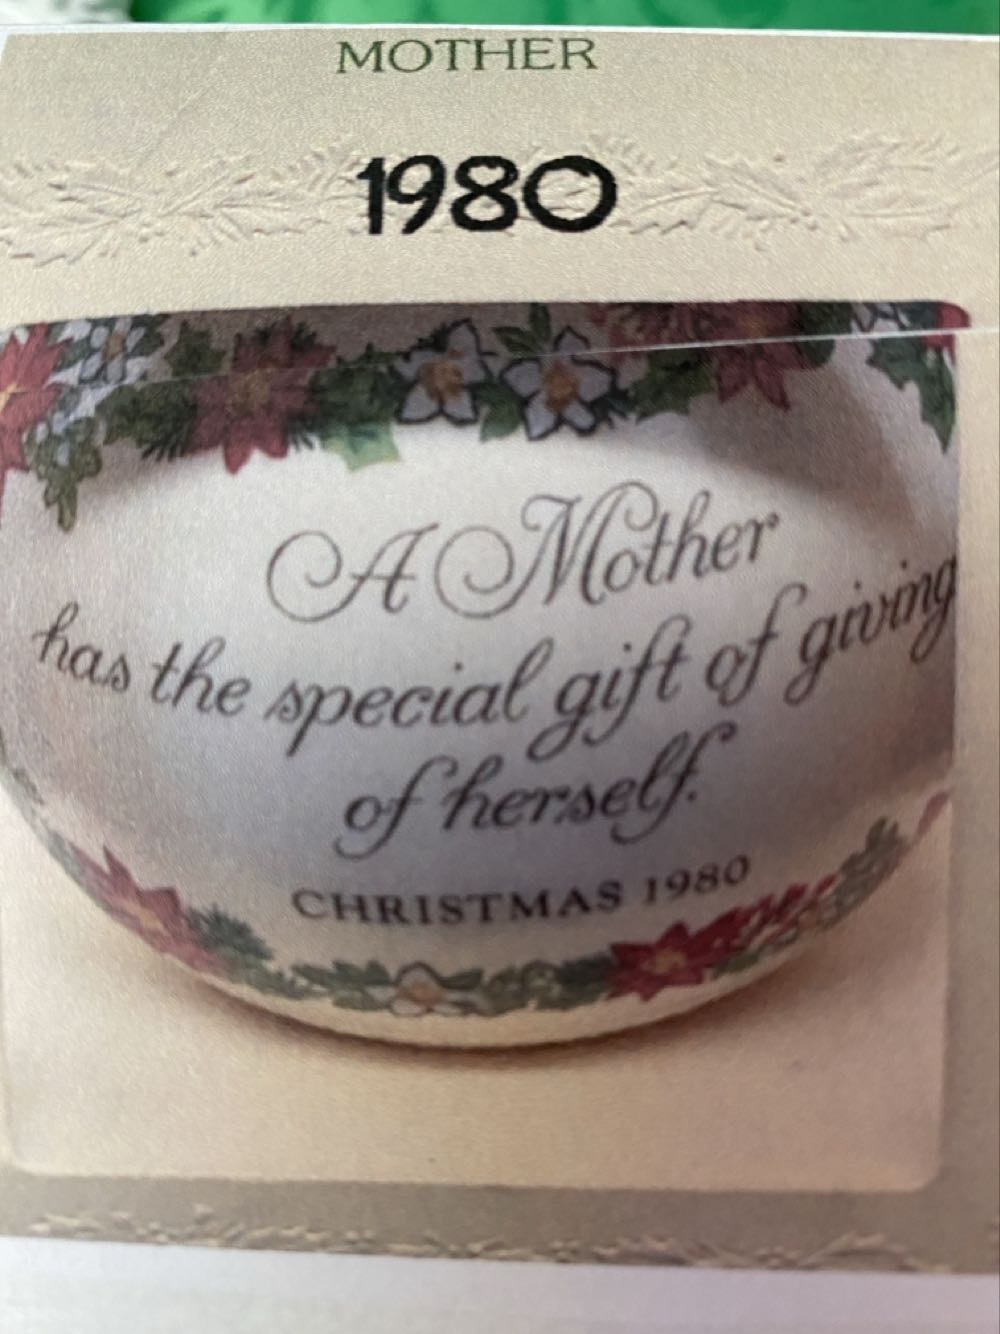 MOTHER
1980
A Mother
has the special gift of giving
of herself.
CHRISTMAS 1980